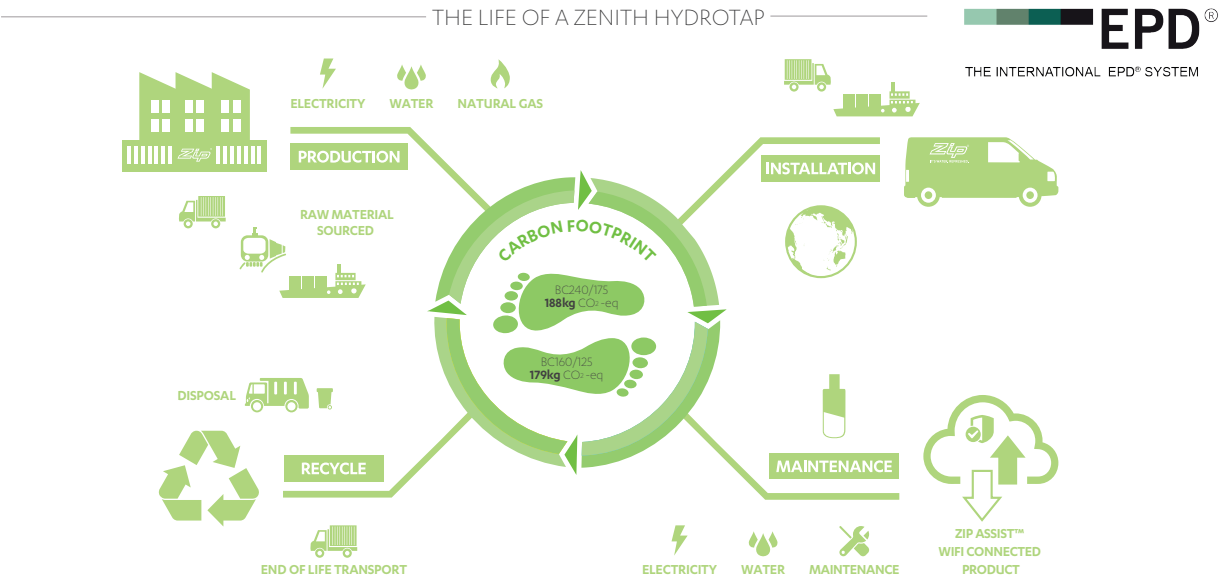 THE LIFE OF A ZENITH HYDROTAP
EPD®
THE INTERNATIONAL EPD® SYSTEM
ELECTRICITY
WATER
NATURAL GAS
Zip
PRODUCTION
RAW MATERIAL
SOURCED
INSTALLATION
Zip
CARBON FOOTPRINT
BC240/175
188kg CO2 -eq
BC160/125
179kg CO2 -eq
DISPOSAL
RECYCLE
END OF LIFE TRANSPORT
MAINTENANCE
ELECTRICITY
WATER
MAINTENANCE
ZIP ASSIST™
WIFI CONNECTED
PRODUCT